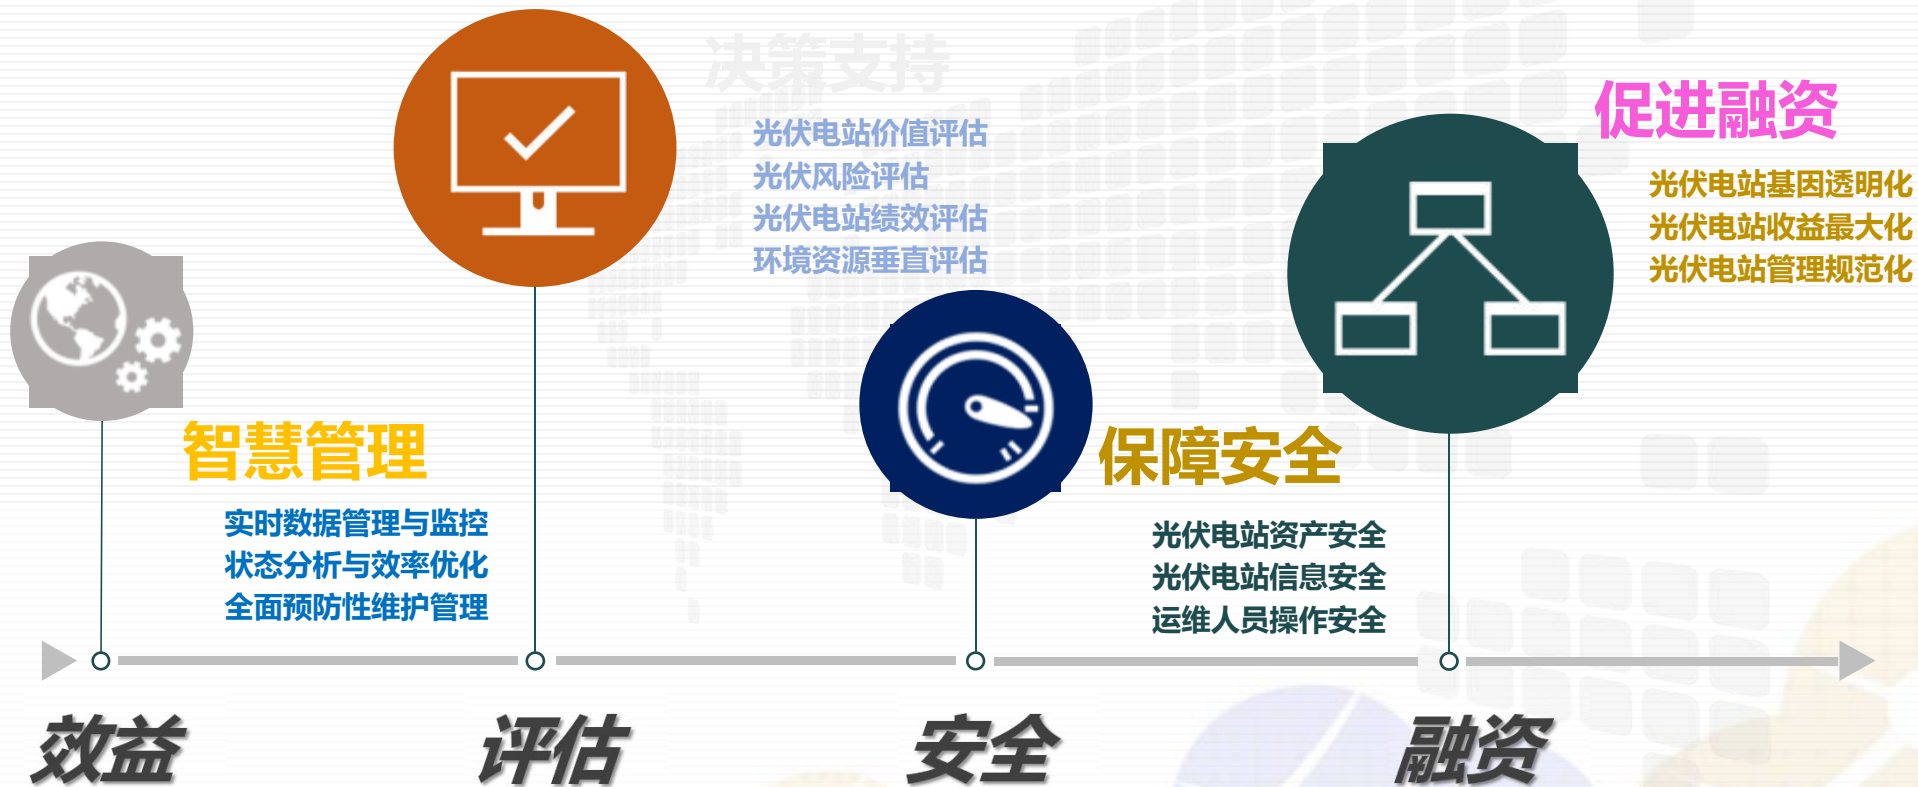 决策支持
光伏电站价值评估
光伏风险评估
光伏电站绩效评估
环境资源垂直评估
促进融资
光伏电站基因透明化
光伏电站收益最大化
光伏电站管理规范化
智慧管理
实时数据管理与监控
状态分析与效率优化
全面预防性维护管理
保障安全
光伏电站资产安全
光伏电站信息安全
运维人员操作安全
效益
评估
安全
融资